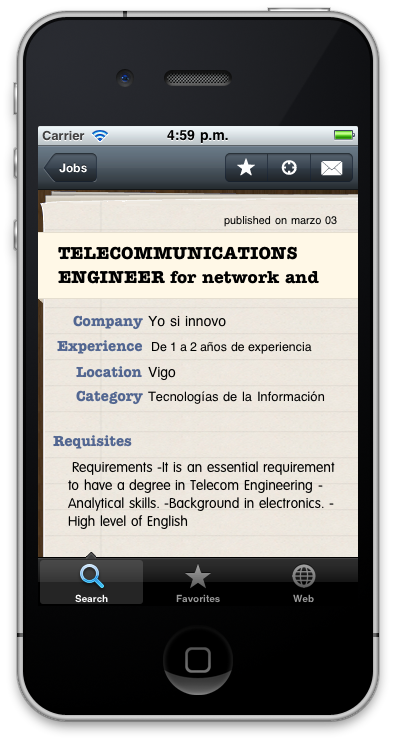 Carrier 4:59 p.m.
Jobs
published on marzo 03
TELECOMMUNICATIONS
ENGINEER for network and
Company Yo si innovo
Experience De 1 a 2 años de experiencia
Location Vigo
Category Tecnologías de la Información
Requisites
Requirements -It is an essential requirement
to have a degree in Telecom Engineering -
Analytical skills. -Background in electronics. -
High level of English
Search Favorites Web